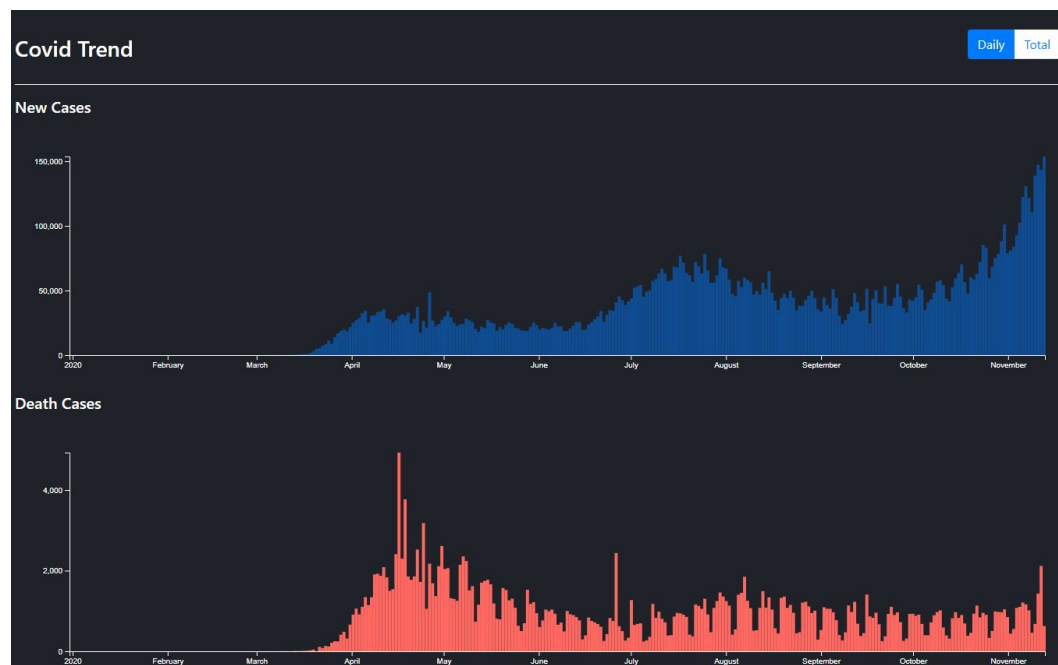 Covid Trend
Daily Total
New Cases
150,000
100,000
50,000
0
2020 February March April May June July August September October November
Death Cases
4,000
2,000
0
2020 February March April May June July August September October November